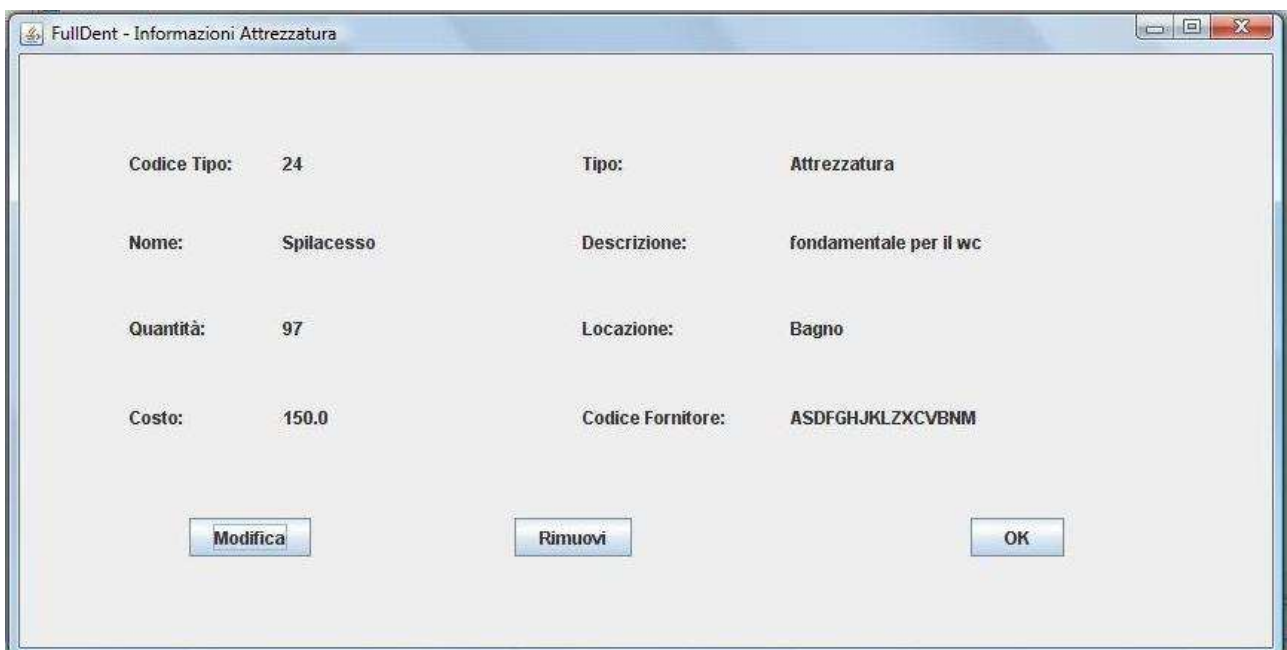 FullDent - Informazioni Attrezzatura
Codice Tipo: 24 Tipo: Attrezzatura
Nome: Spilacesso Descrizione: fondamentale per il wc
Quantità: 97 Locazione: Bagno
Costo: 150.0 Codice Fornitore: ASDFGHJKLZXCVBNM
Modifica Rimuovi OK